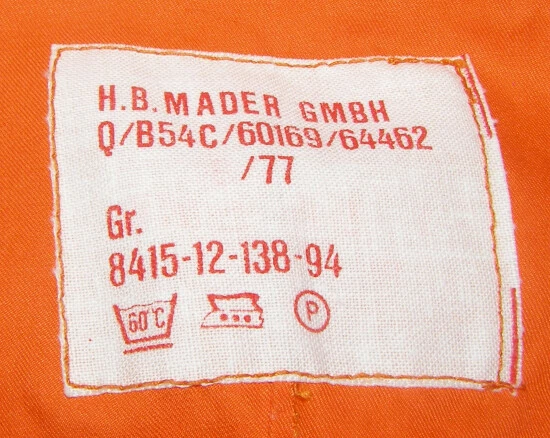 H.B. MADER GMBH
Q/B54C/60169/64462
/77
Gr.
8415-12-138-94
60°C P